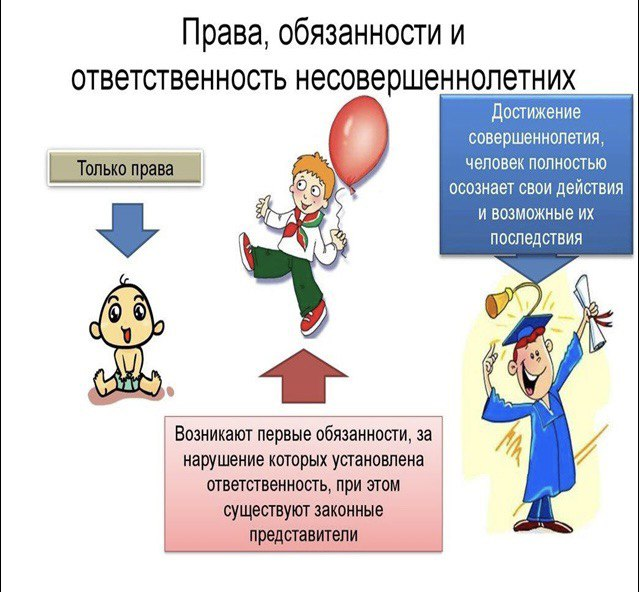 Права, обязанности и
ответственность несовершеннолетних
Только права
Достижение
совершеннолетия,
человек полностью
осознает свои действия
и возможные их
последствия
Возникают первые обязанности, за
нарушение которых установлена
ответственность, при этом
существуют законные
представители